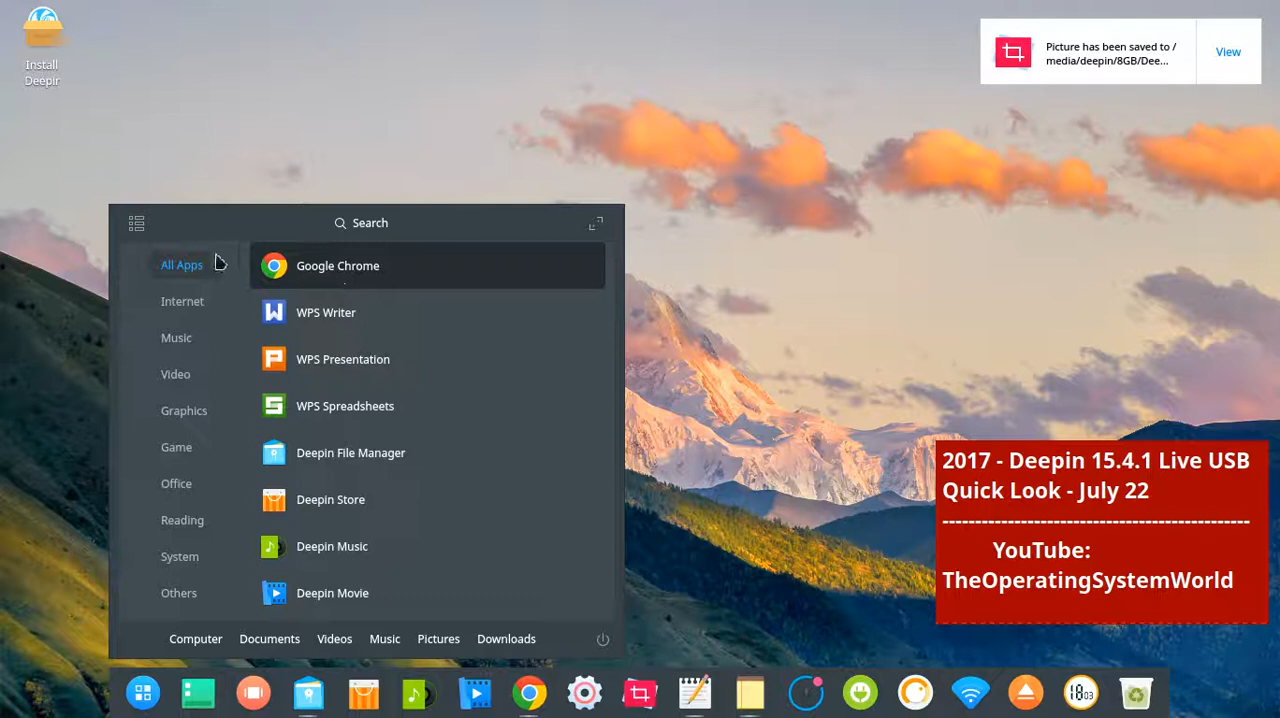 Install
Deepir
Picture has been saved to /
media/deepin/8GB/Dee...
View
Search
All Apps
Internet
Music
Video
Graphics
Game
Office
Reading
System
Others
Google Chrome
WPS Writer
WPS Presentation
WPS Spreadsheets
Deepin File Manager
Deepin Store
Deepin Music
Deepin Movie
Computer
Documents
Videos
Music
Pictures
Downloads
2017 - Deepin 15.4.1 Live USB
Quick Look - July 22
-----------------------------------------------
YouTube:
TheOperatingSystemWorld
18 03